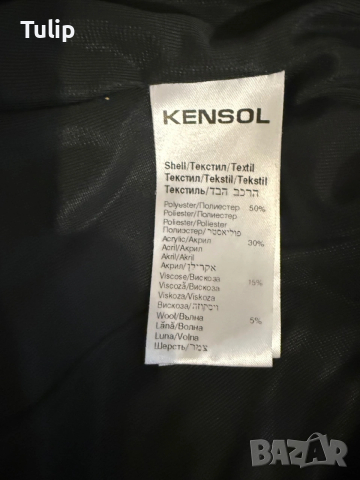 Tulip
KENSOL
Shell/Текстил/Textil
Текстил/Tekstil/Tekstil
Текстиль/הרכב הבד
Polyester/Полиестер 50%
Poliester/Полиестер
Poliester/Poliester
Полиэстер/פוליאסטר
Acrylic/Акрил 30%
Acril/Акрил
Akril/Akril
Акрил/אקרילן
Viscose/Вискоза 15%
Viscoză/Вискоза
Viskoza/Viskoza
Вискоза/ויסקוזה
Wool/Вълна 5%
Lână/Волна
Luna/Volna
Шерсть/צמר
BAZAR